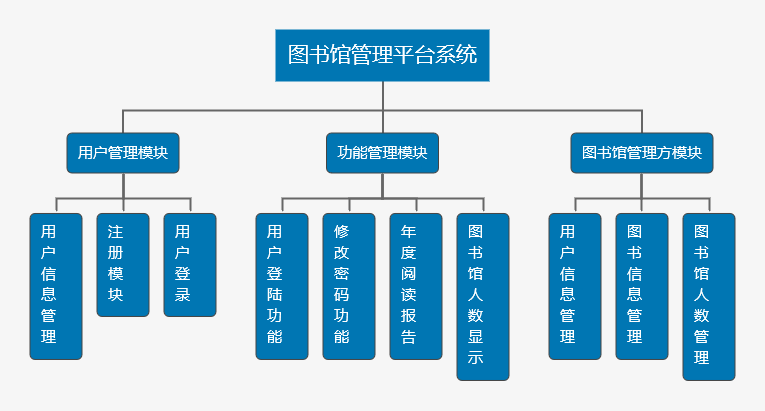 图书馆管理平台系统
用户管理模块
功能管理模块
图书馆管理方模块
用户信息管理
注册模块
用户登录
用户登陆功能
修改密码功能
年度阅读报告
图书馆人数显示
用户信息管理
图书信息管理
图书馆人数管理